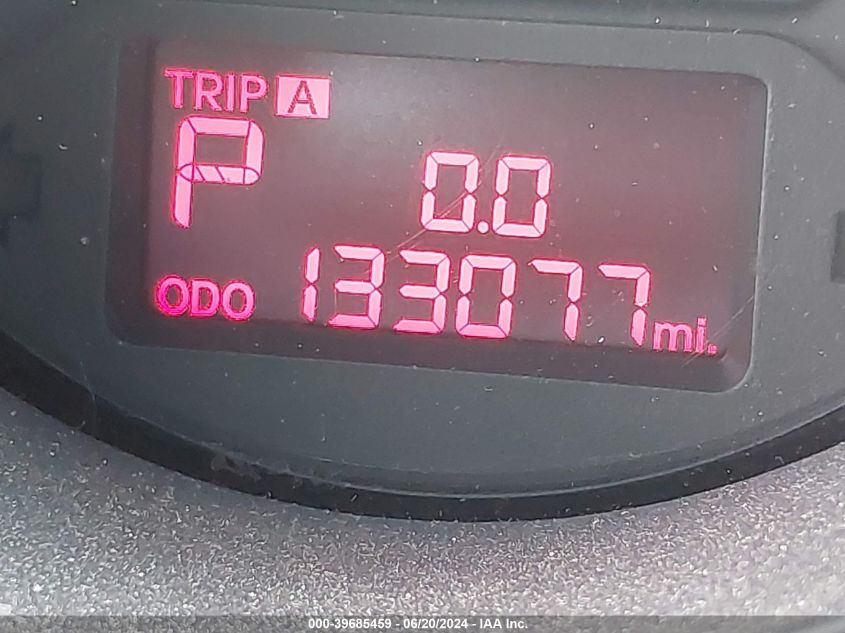 TRIP A
P 0.0
ODO 133077 mi.
000-39685459 - 06/20/2024 - IAA Inc.